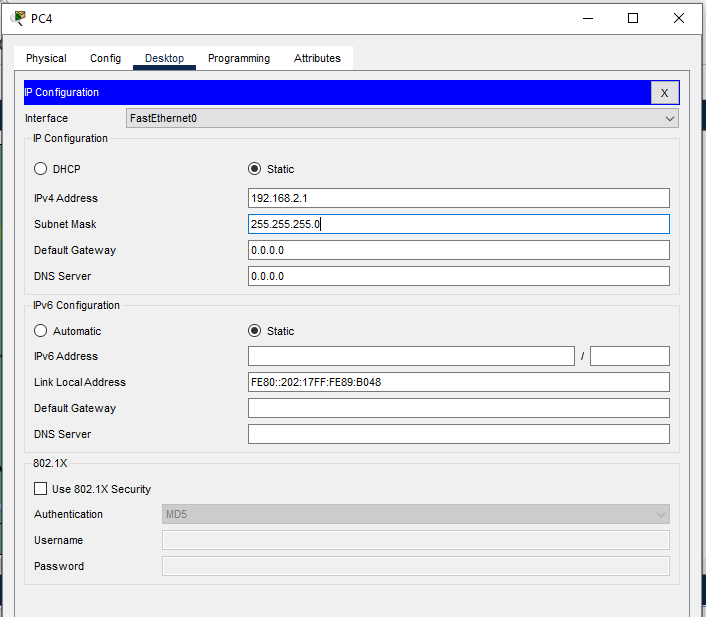 PC4
Physical Config Desktop Programming Attributes
IP Configuration X
Interface FastEthernet0
IP Configuration
DHCP Static
IPv4 Address 192.168.2.1
Subnet Mask 255.255.255.0
Default Gateway 0.0.0.0
DNS Server 0.0.0.0
IPv6 Configuration
Automatic Static
IPv6 Address /
Link Local Address FE80::202:17FF:FE89:B048
Default Gateway
DNS Server
802.1X
Use 802.1X Security
Authentication MD5
Username
Password